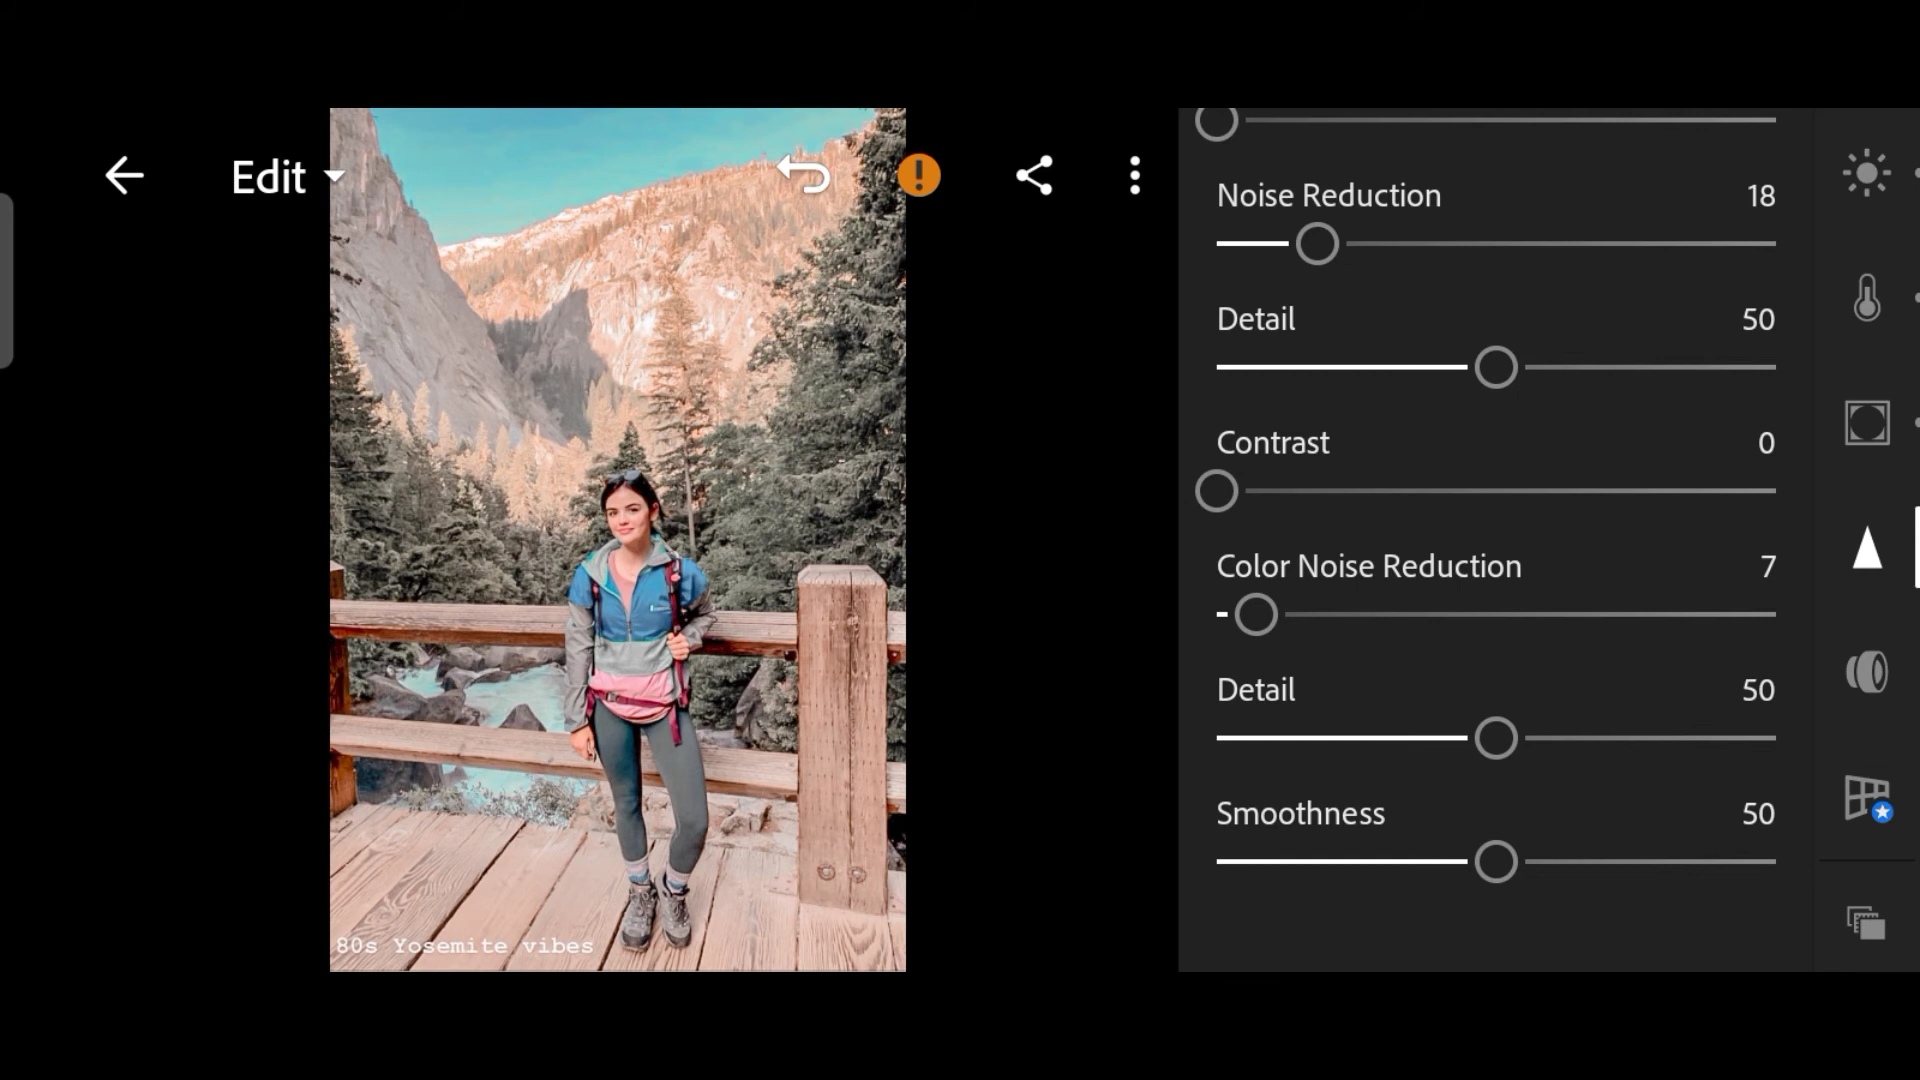 Edit
Noise Reduction 18
Detail 50
Contrast 0
Color Noise Reduction 7
Detail 50
Smoothness 50
80s Yosemite vibes